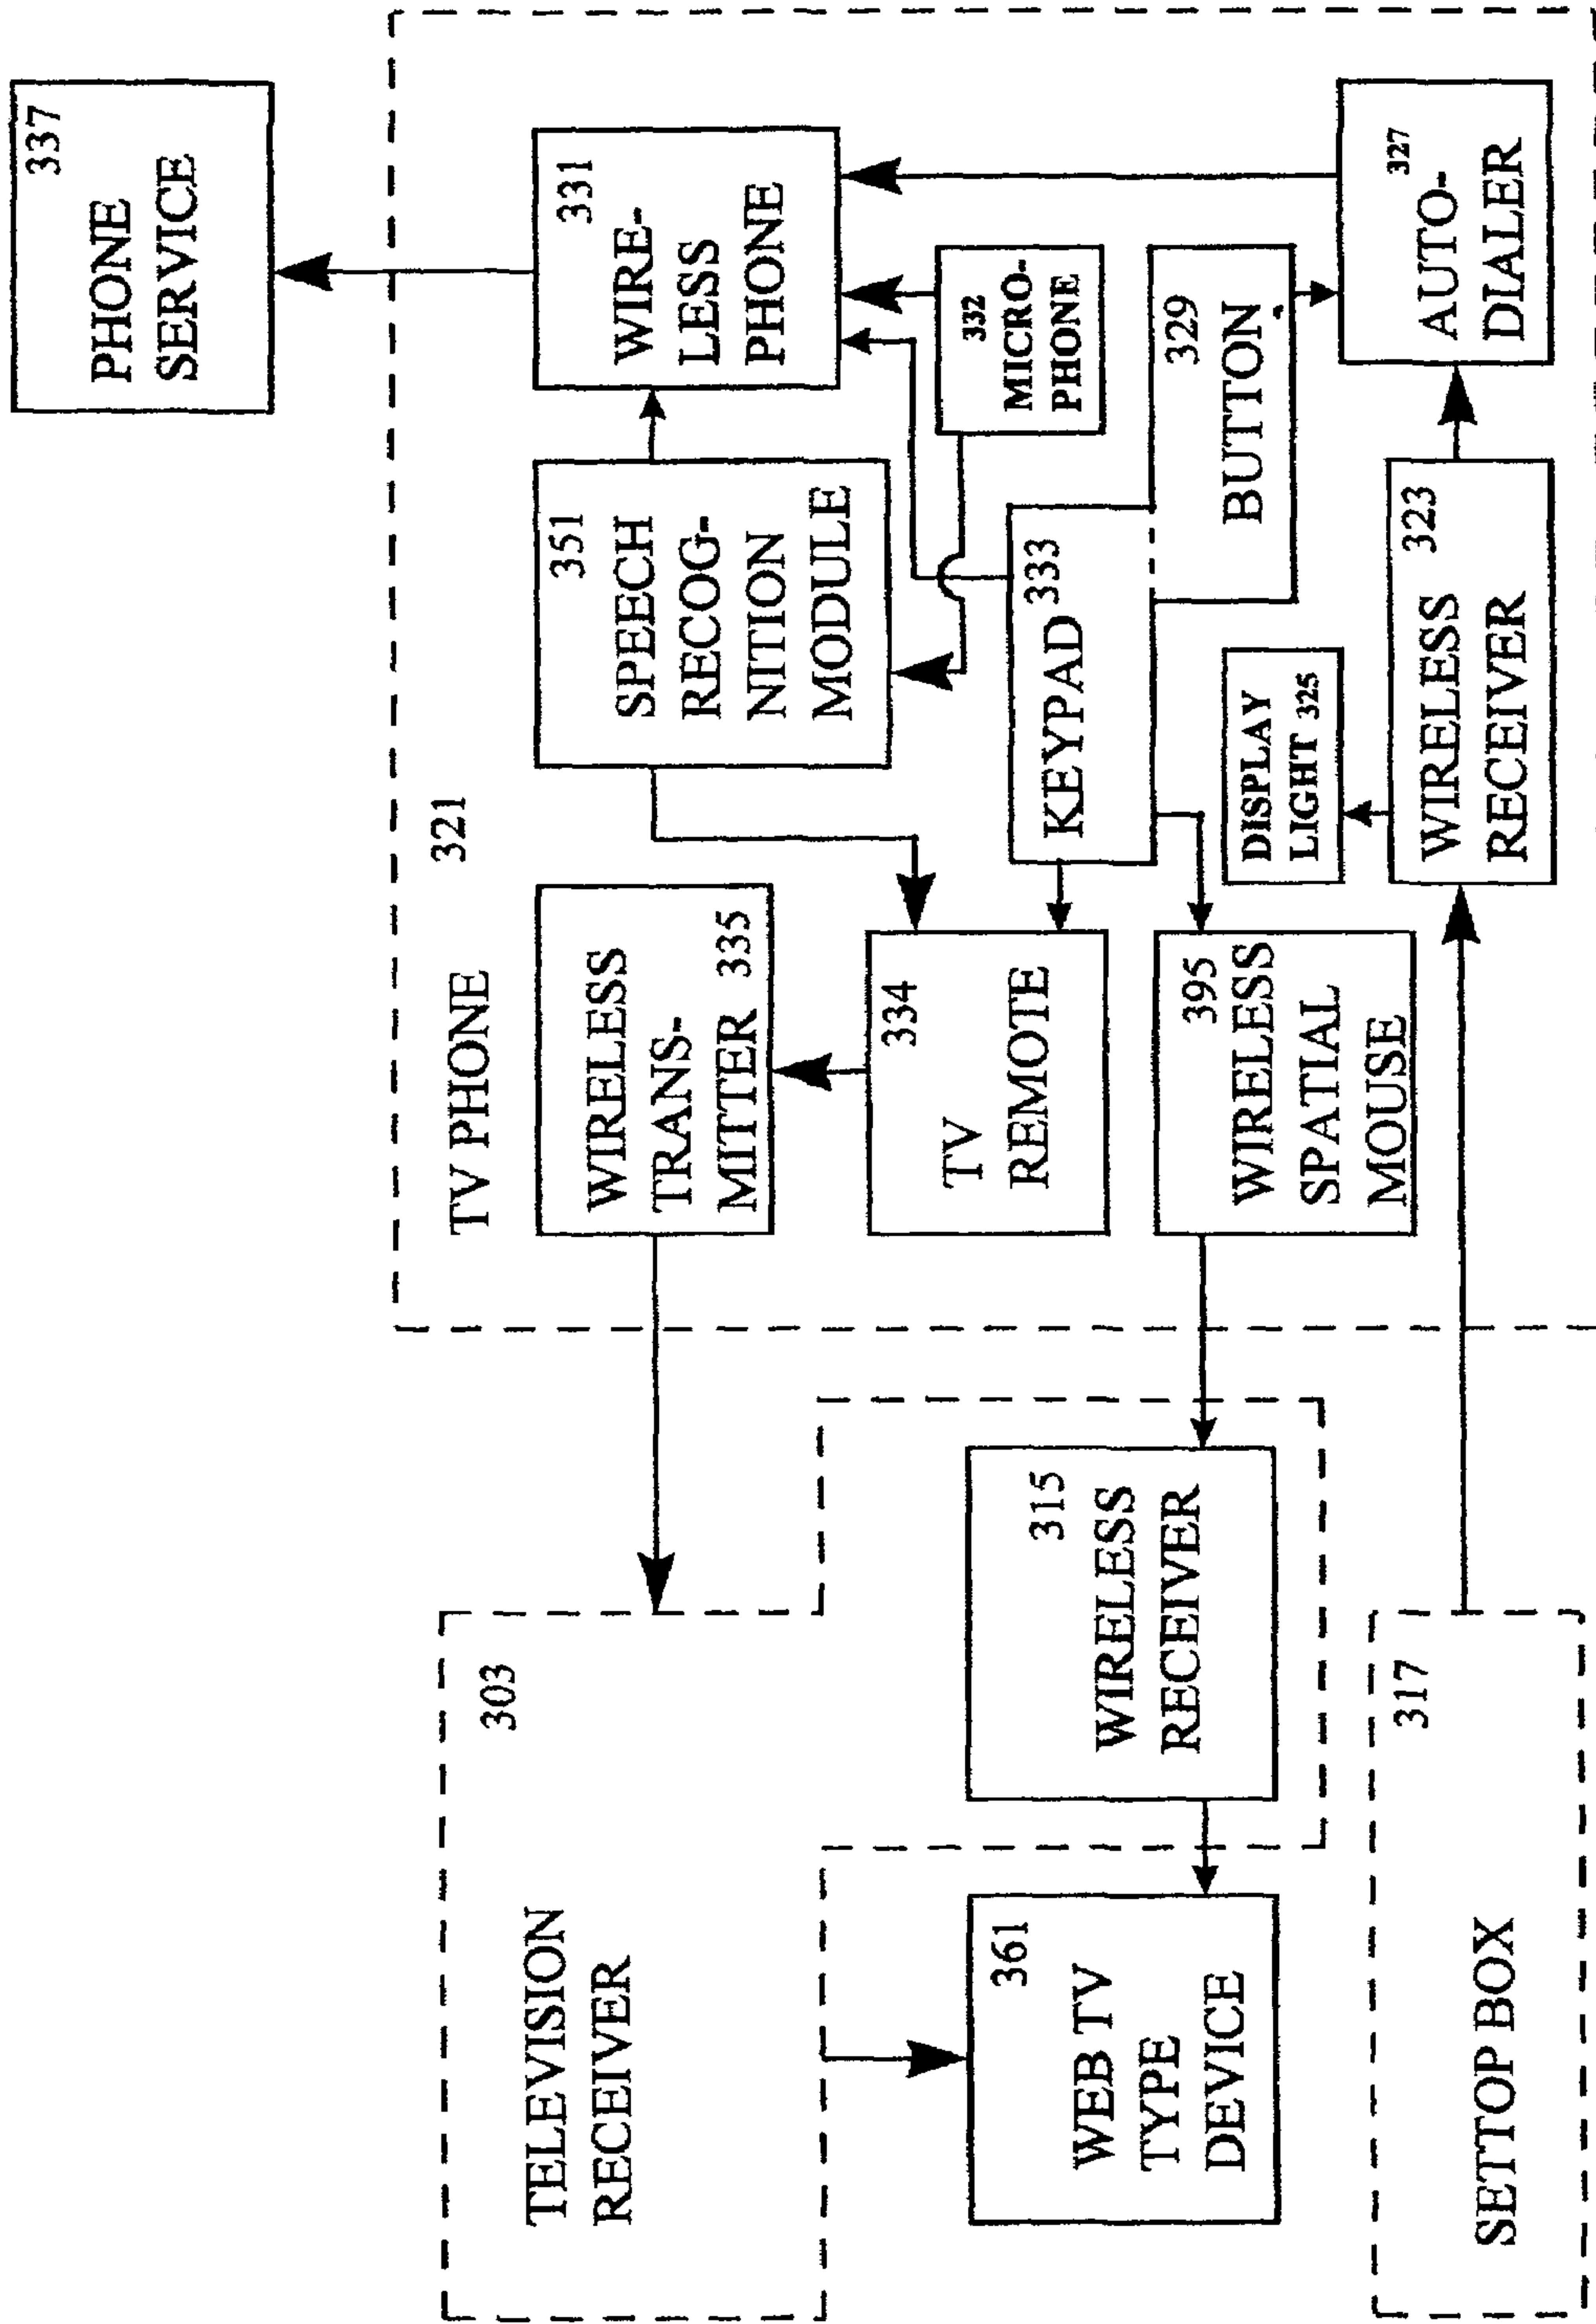 337
PHONE
SERVICE
TV PHONE 321
351
SPEECH
RECOG-
NITION
MODULE
331
WIRE-
LESS
PHONE
WIRELESS
TRANS-
MITTER 335
332
MICRO-
PHONE
334
TV
REMOTE
KEYPAD 333
329
BUTTON
395
WIRELESS
SPATIAL
MOUSE
DISPLAY
LIGHT 325
323
WIRELESS
RECEIVER
327
AUTO-
DIALER
303
TELEVISION
RECEIVER
361
WEB TV
TYPE
DEVICE
315
WIRELESS
RECEIVER
317
SETTOP BOX